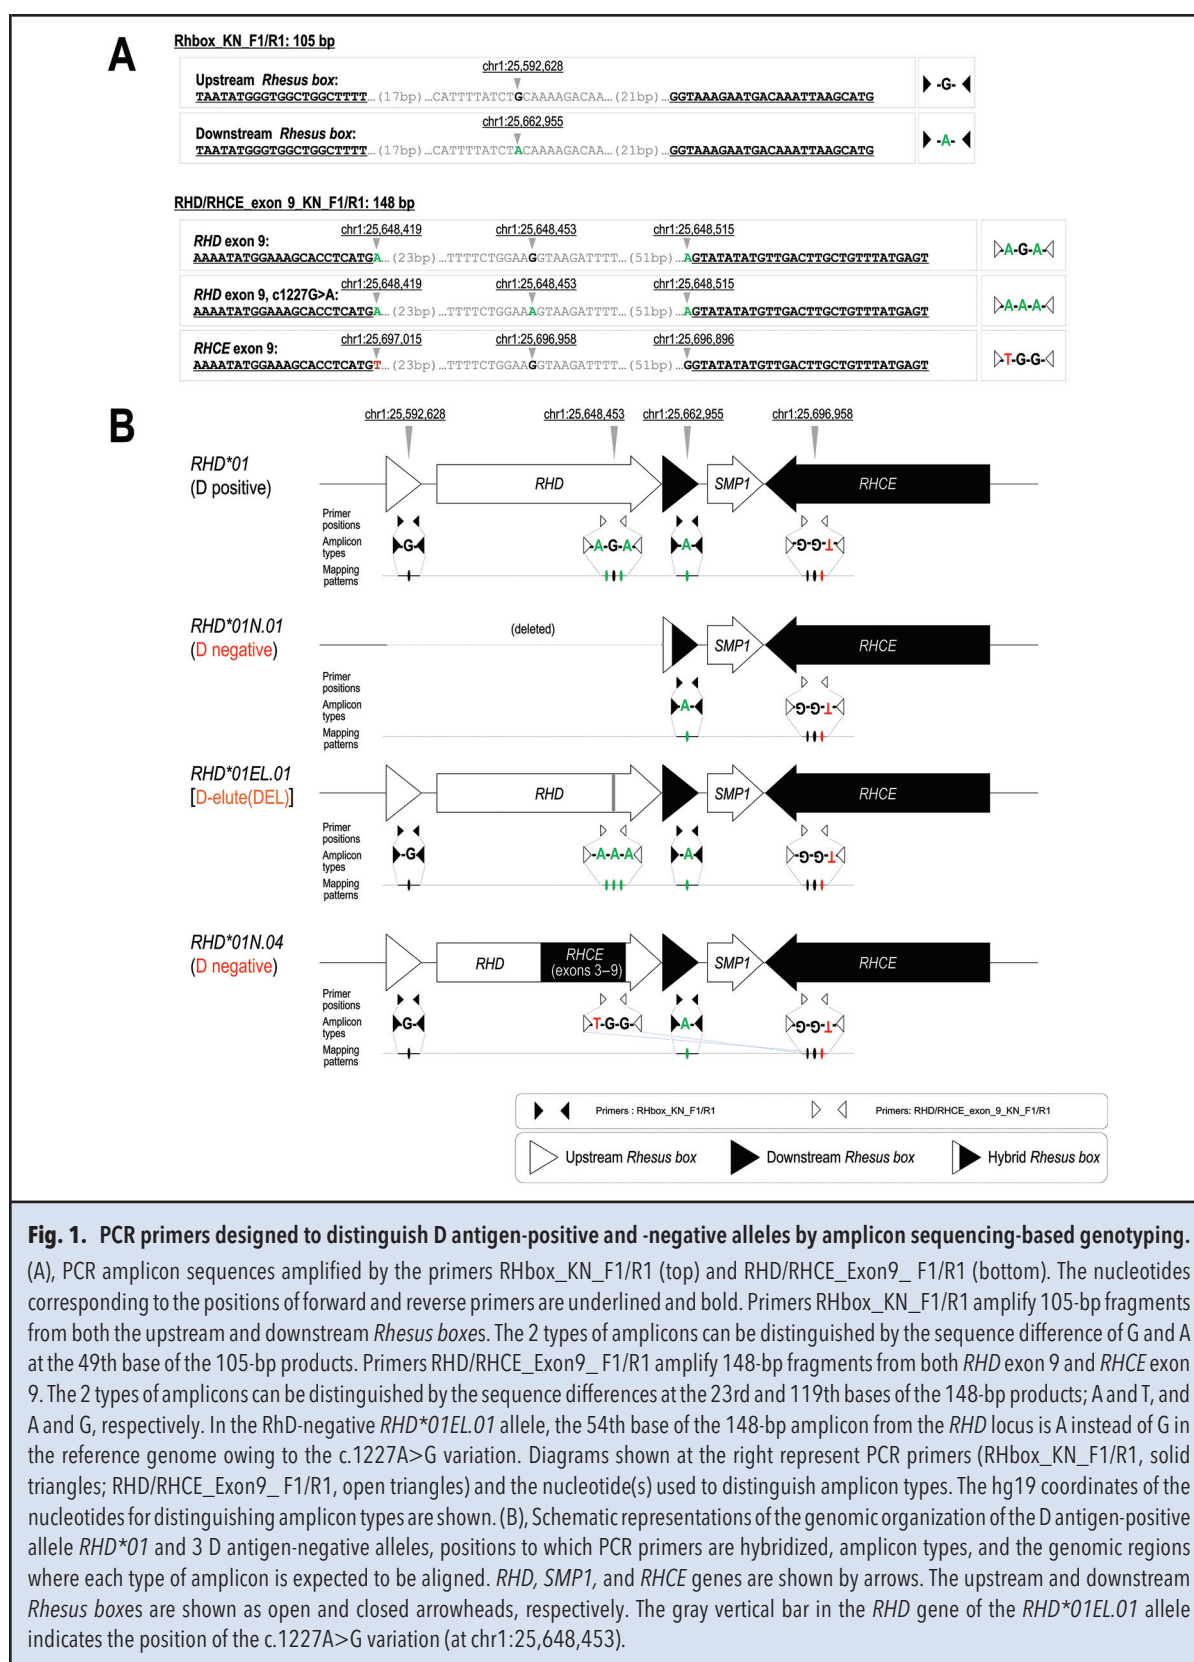 A
Rhbox_KN_F1/R1: 105 bp
chr1:25,592,628
Upstream Rhesus box:
TAATATGGGTGGCTGGCTTTT...(17bp)...CATTTTATCTGCAAAAGACAA...(21bp)...GGTAAAGAATGACAAATTAAGCATG
-G-
chr1:25,662,955
Downstream Rhesus box:
TAATATGGGTGGCTGGCTTTT...(17bp)...CATTTTATCTACAAAAGACAA...(21bp)...GGTAAAGAATGACAAATTAAGCATG
-A-
RHD/RHCE_exon 9_KN_F1/R1: 148 bp
chr1:25,648,419 chr1:25,648,453 chr1:25,648,515
RHD exon 9:
AAAATATGGAAAGCACCTCATGA...(23bp)...TTTTCTGGAAGGTAAGATTTT...(51bp)...AGTATATATGTTGACTTGCTGTTTATGAGT
-A-G-A-
chr1:25,648,419 chr1:25,648,453 chr1:25,648,515
RHD exon 9, c1227G>A:
AAAATATGGAAAGCACCTCATGA...(23bp)...TTTTCTGGAAAGTAAGATTTT...(51bp)...AGTATATATGTTGACTTGCTGTTTATGAGT
-A-A-A-
chr1:25,697,015 chr1:25,696,958 chr1:25,696,896
RHCE exon 9:
AAAATATGGAAAGCACCTCATGT...(23bp)...TTTTCTGGAAGGTAAGATTTT...(51bp)...GGTATATATGTTGACTTGCTGTTTATGAGT
-T-G-G-
B
chr1:25,592,628 chr1:25,648,453 chr1:25,662,955 chr1:25,696,958
RHD*01
(D positive)
RHD SMP1 RHCE
Primer positions
Amplicon types
-G- -A-G-A- -A- -G-G-T-
Mapping patterns
RHD*01N.01
(D negative)
(deleted)
SMP1 RHCE
Primer positions
Amplicon types
-A- -G-G-T-
Mapping patterns
RHD*01EL.01
[D-elute(DEL)]
RHD SMP1 RHCE
Primer positions
Amplicon types
-G- -A-A-A- -A- -G-G-T-
Mapping patterns
RHD*01N.04
(D negative)
RHD RHCE (exons 3–9) SMP1 RHCE
Primer positions
Amplicon types
-G- -T-G-G- -A- -G-G-T-
Mapping patterns
Primers : RHbox_KN_F1/R1 Primers: RHD/RHCE_exon_9_KN_F1/R1
Upstream Rhesus box Downstream Rhesus box Hybrid Rhesus box
Fig. 1. PCR primers designed to distinguish D antigen-positive and -negative alleles by amplicon sequencing-based genotyping.
(A), PCR amplicon sequences amplified by the primers RHbox_KN_F1/R1 (top) and RHD/RHCE_Exon9_ F1/R1 (bottom). The nucleotides
corresponding to the positions of forward and reverse primers are underlined and bold. Primers RHbox_KN_F1/R1 amplify 105-bp fragments
from both the upstream and downstream Rhesus boxes. The 2 types of amplicons can be distinguished by the sequence difference of G and A
at the 49th base of the 105-bp products. Primers RHD/RHCE_Exon9_ F1/R1 amplify 148-bp fragments from both RHD exon 9 and RHCE exon
9. The 2 types of amplicons can be distinguished by the sequence differences at the 23rd and 119th bases of the 148-bp products; A and T, and
A and G, respectively. In the RhD-negative RHD*01EL.01 allele, the 54th base of the 148-bp amplicon from the RHD locus is A instead of G in
the reference genome owing to the c.1227A>G variation. Diagrams shown at the right represent PCR primers (RHbox_KN_F1/R1, solid
triangles; RHD/RHCE_Exon9_ F1/R1, open triangles) and the nucleotide(s) used to distinguish amplicon types. The hg19 coordinates of the
nucleotides for distinguishing amplicon types are shown. (B), Schematic representations of the genomic organization of the D antigen-positive
allele RHD*01 and 3 D antigen-negative alleles, positions to which PCR primers are hybridized, amplicon types, and the genomic regions
where each type of amplicon is expected to be aligned. RHD, SMP1, and RHCE genes are shown by arrows. The upstream and downstream
Rhesus boxes are shown as open and closed arrowheads, respectively. The gray vertical bar in the RHD gene of the RHD*01EL.01 allele
indicates the position of the c.1227A>G variation (at chr1:25,648,453).